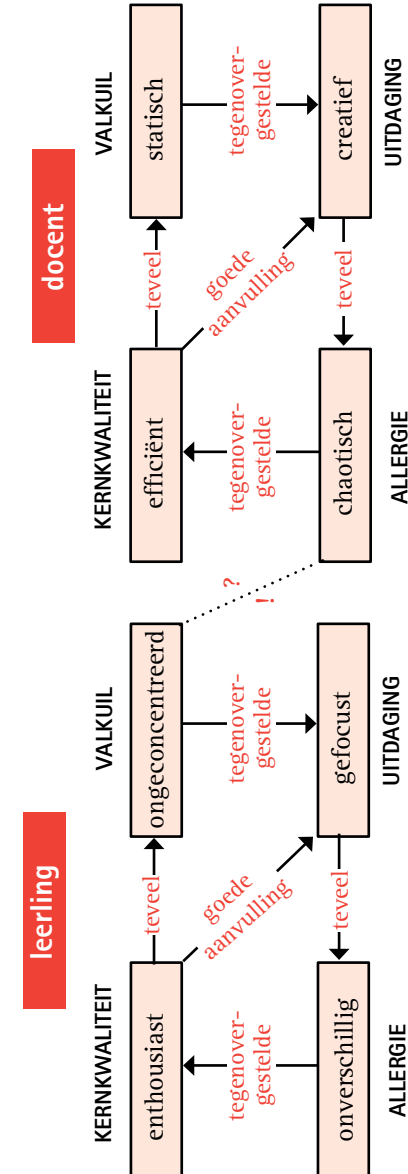 leerling
KERNKWALITEIT
VALKUIL
enthousiast
teveel
ongeconcentreerd
tegenover-
gestelde
goede
aanvulling
tegenover-
gestelde
onverschillig
teveel
gefocust
ALLERGIE
UITDAGING
! ?
docent
KERNKWALITEIT
VALKUIL
efficiënt
teveel
statisch
tegenover-
gestelde
goede
aanvulling
tegenover-
gestelde
chaotisch
teveel
creatief
ALLERGIE
UITDAGING